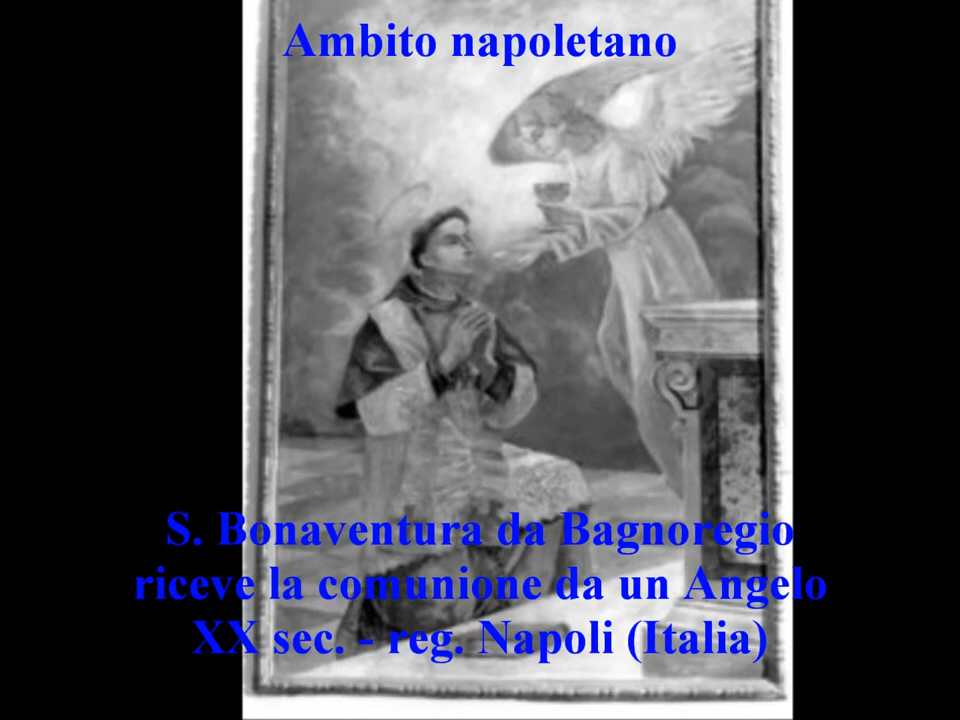 Ambito napoletano
S. Bonaventura da Bagnoregio
riceve la comunione da un Angelo
XX sec. - reg. Napoli (Italia)